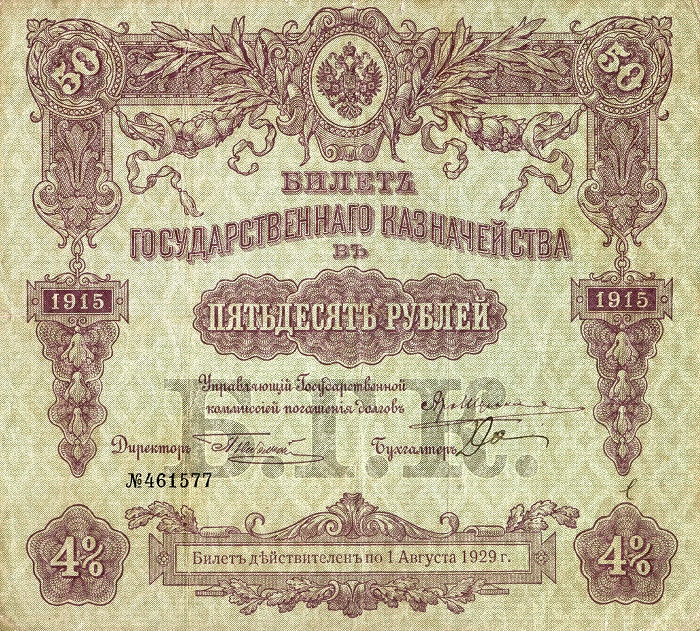 50 50
БИЛЕТЪ
ГОСУДАРСТВЕННАГО КАЗНАЧЕЙСТВА
ВЪ
1915 1915
ПЯТЬДЕСЯТЪ РУБЛЕЙ
Управляющій Государственной
коммиссіей погашенія долговъ
Б.Г.К.
Директоръ Бухгалтеръ
№461577
4% 4%
Билетъ дѣйствителенъ по 1 Августа 1929 г.